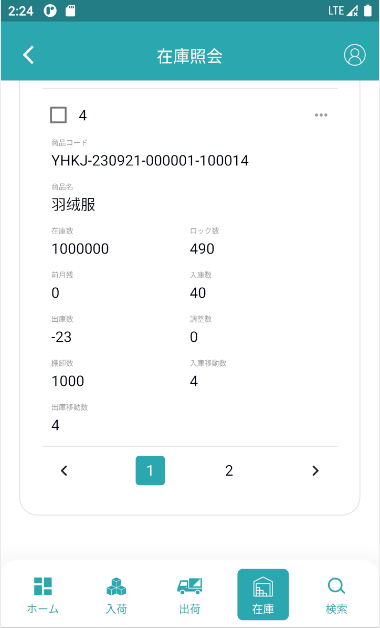 2:24 LTE
在庫照会
4
商品コード
YHKJ-230921-000001-100014
商品名
羽绒服
在庫数 ロック数
1000000 490
前月残 入庫数
0 40
出庫数 調整数
-23 0
棚卸数 入庫移動数
1000 4
出庫移動数
4
1 2
ホーム 入荷 出荷 在庫 検索